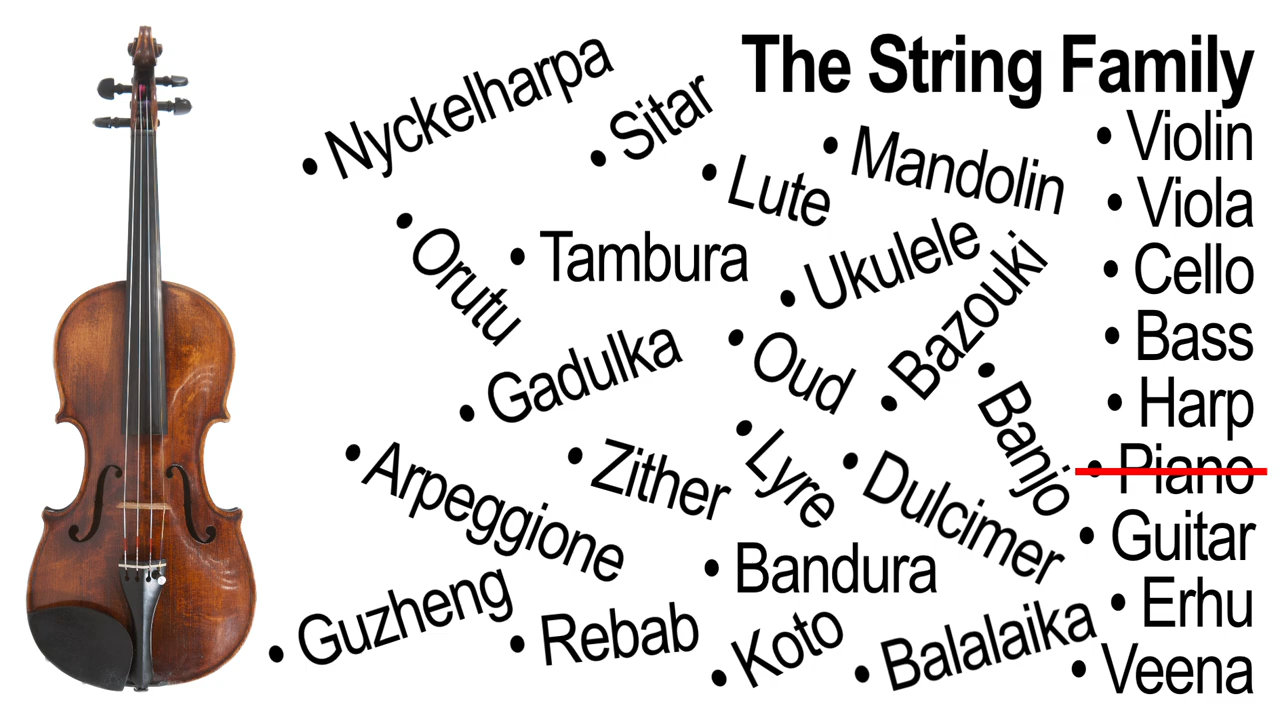 The String Family
• Violin
• Viola
• Cello
• Bass
• Harp
• Piano
• Guitar
• Erhu
• Veena
• Nyckelharpa
• Sitar
• Lute
• Mandolin
• Orutu
• Tambura
• Ukulele
• Bazouki
• Gadulka
• Oud
• Banjo
• Arpeggione
• Zither
• Lyre
• Dulcimer
• Bandura
• Guzheng
• Rebab
• Koto
• Balalaika